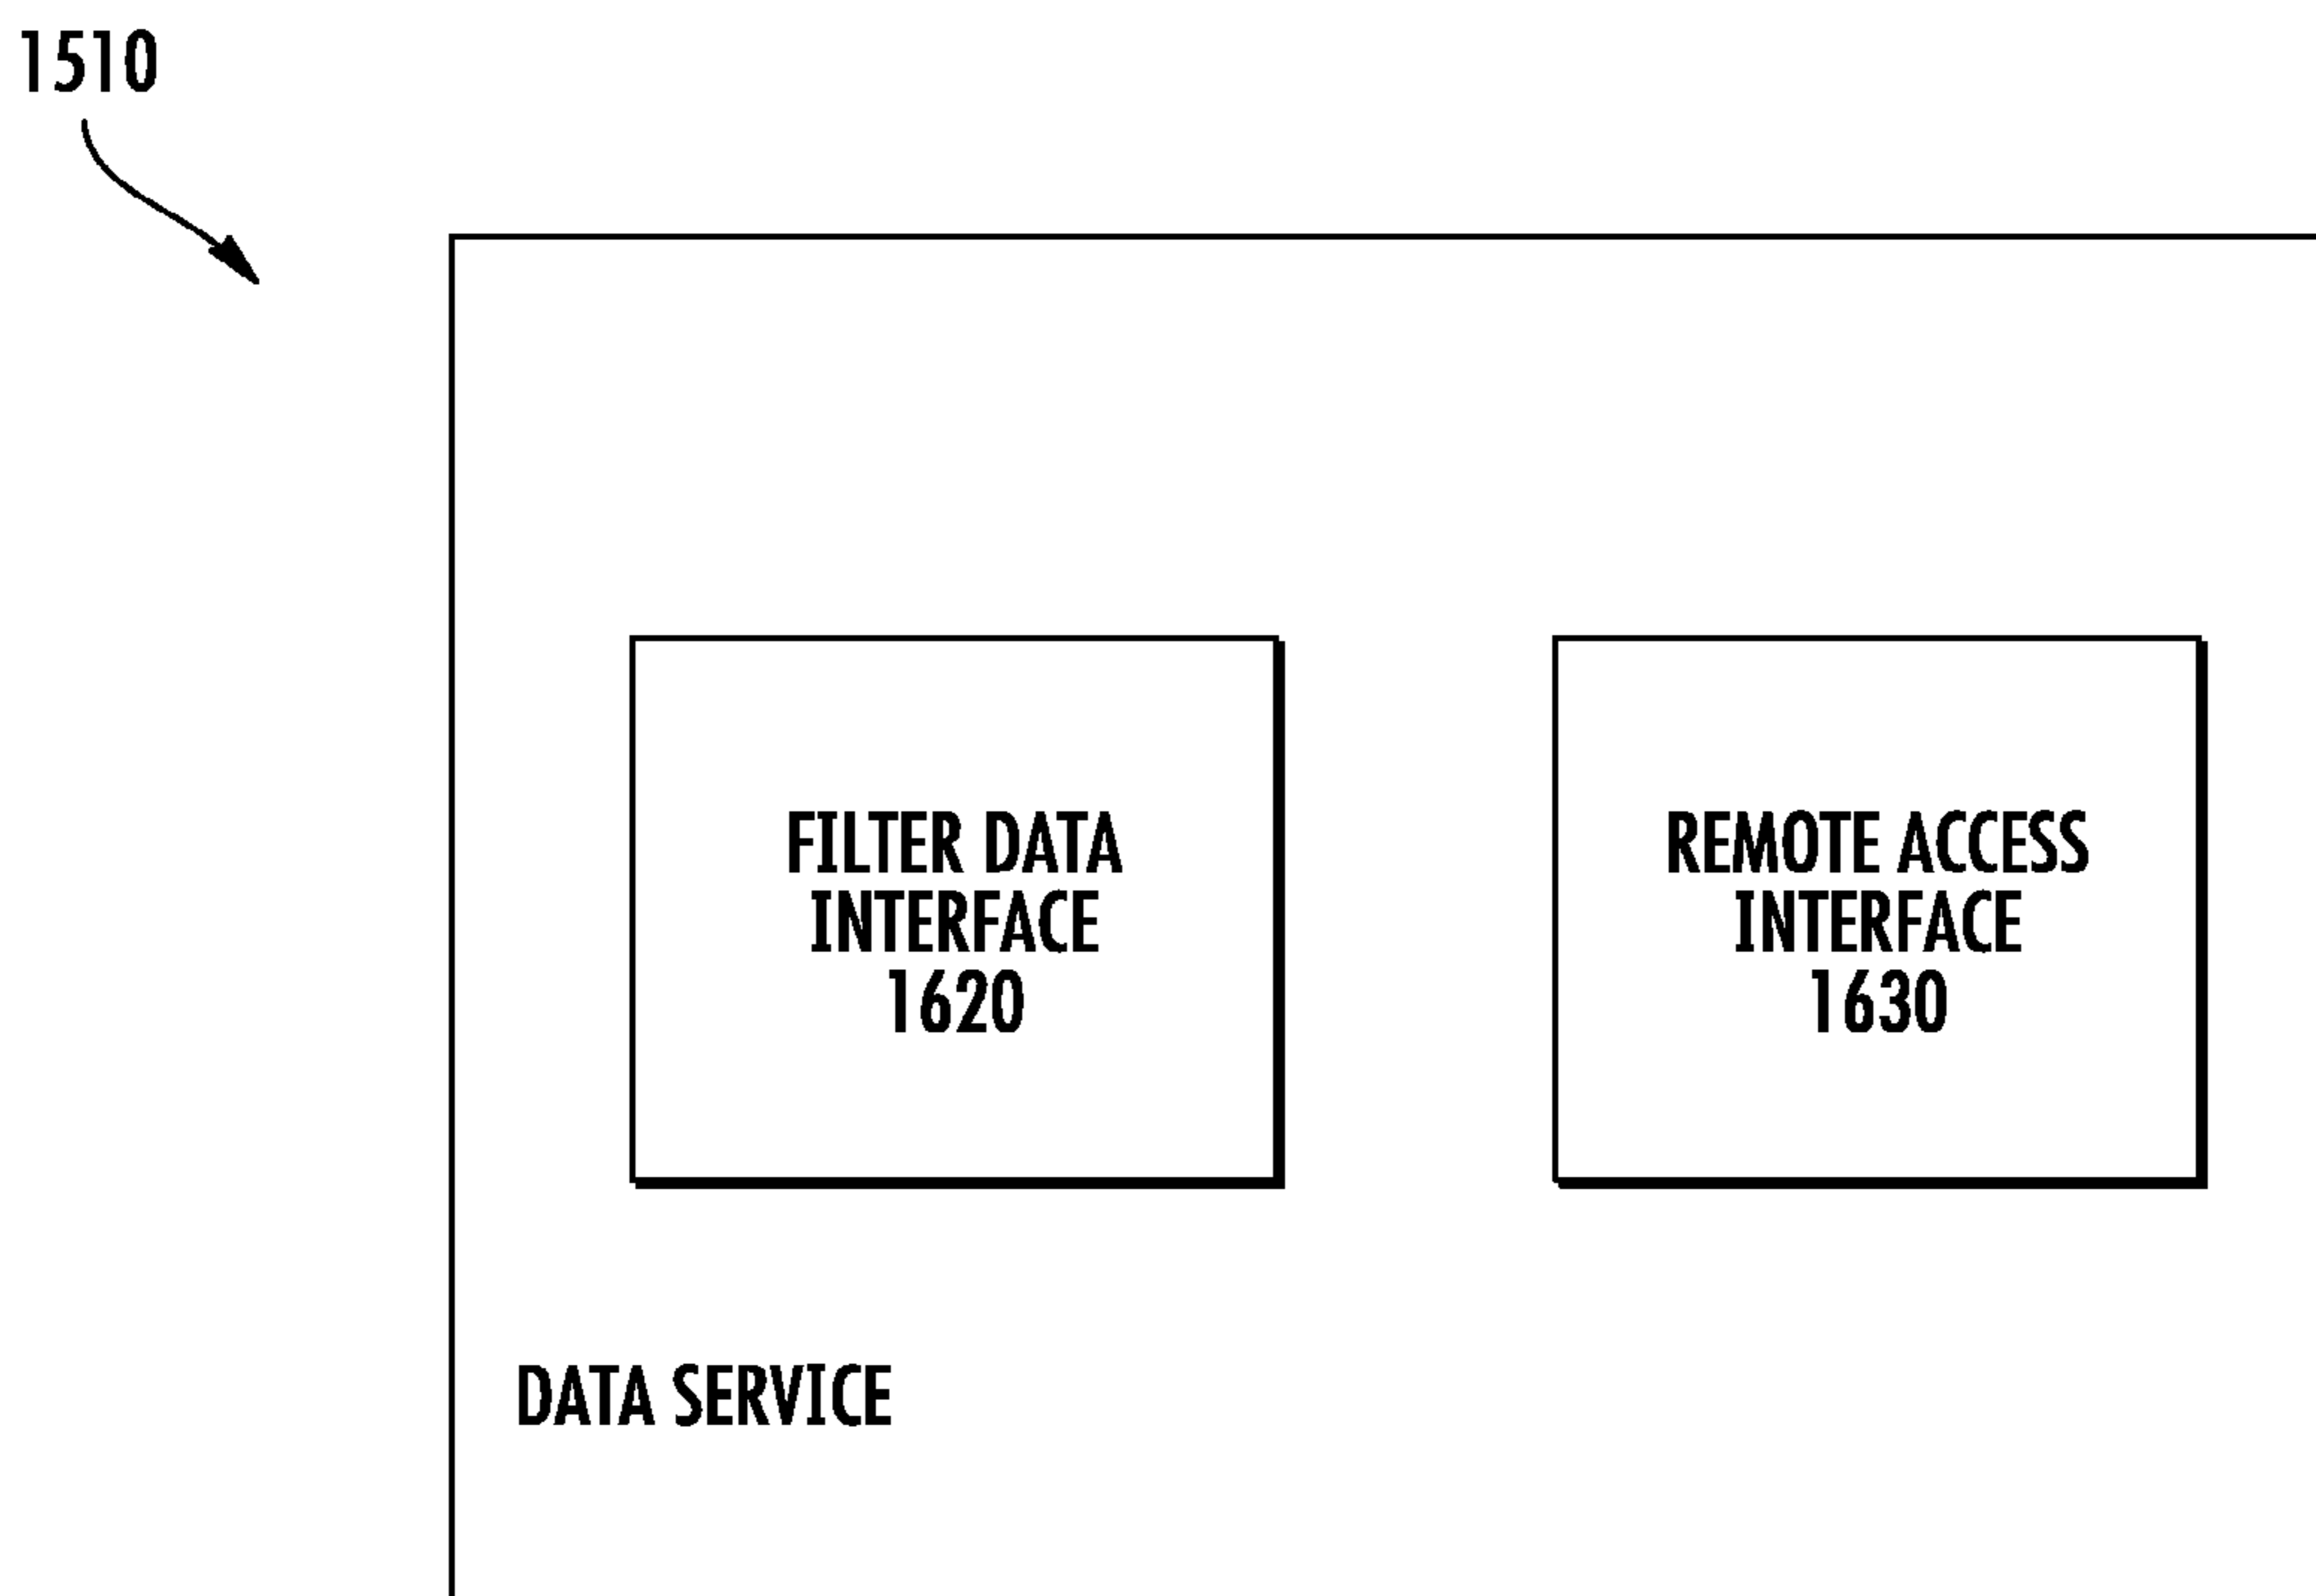 1510
FILTER DATA
INTERFACE
1620
REMOTE ACCESS
INTERFACE
1630
DATA SERVICE